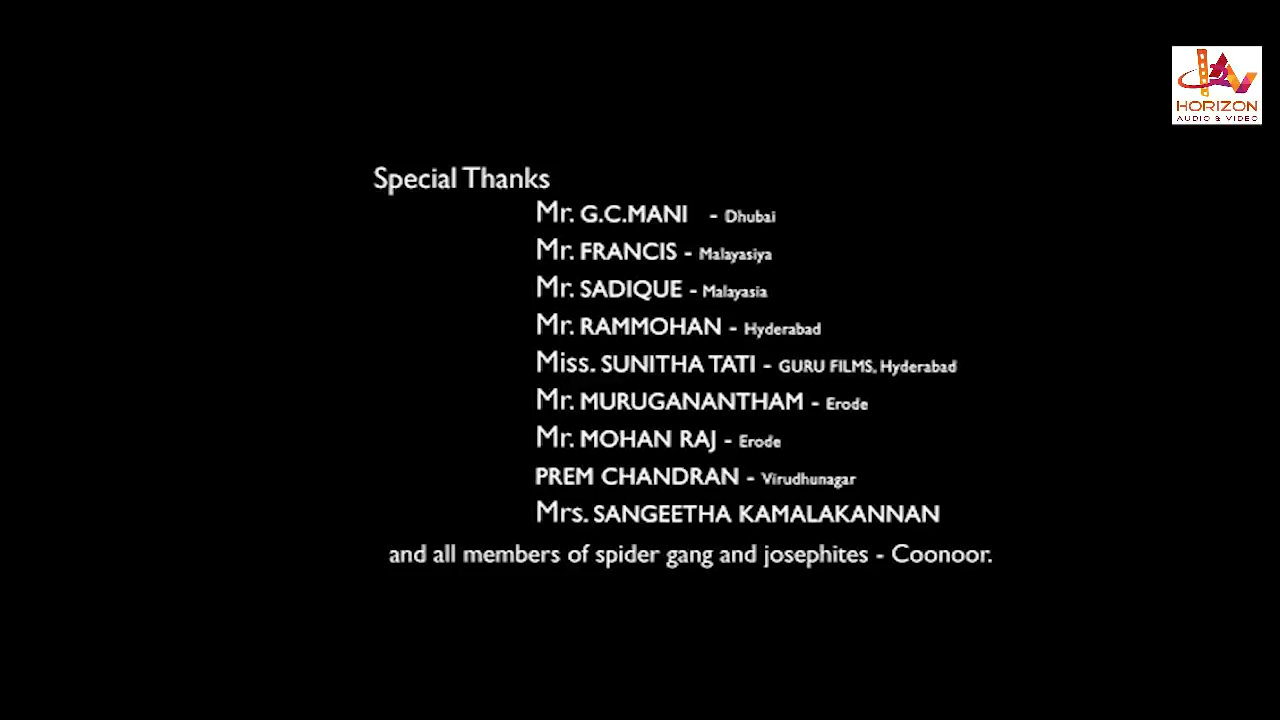 HORIZON
AUDIO & VIDEO
Special Thanks
Mr. G.C.MANI - Dhubai
Mr. FRANCIS - Malayasiya
Mr. SADIQUE - Malayasia
Mr. RAMMOHAN - Hyderabad
Miss. SUNITHA TATI - GURU FILMS, Hyderabad
Mr. MURUGANANTHAM - Erode
Mr. MOHAN RAJ - Erode
PREM CHANDRAN - Virudhunagar
Mrs. SANGEETHA KAMALAKANNAN
and all members of spider gang and josephites - Coonoor.